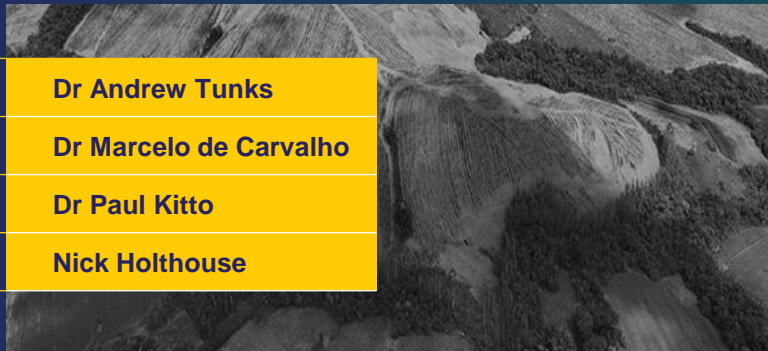 Dr Andrew Tunks
Dr Marcelo de Carvalho
Dr Paul Kitto
Nick Holthouse